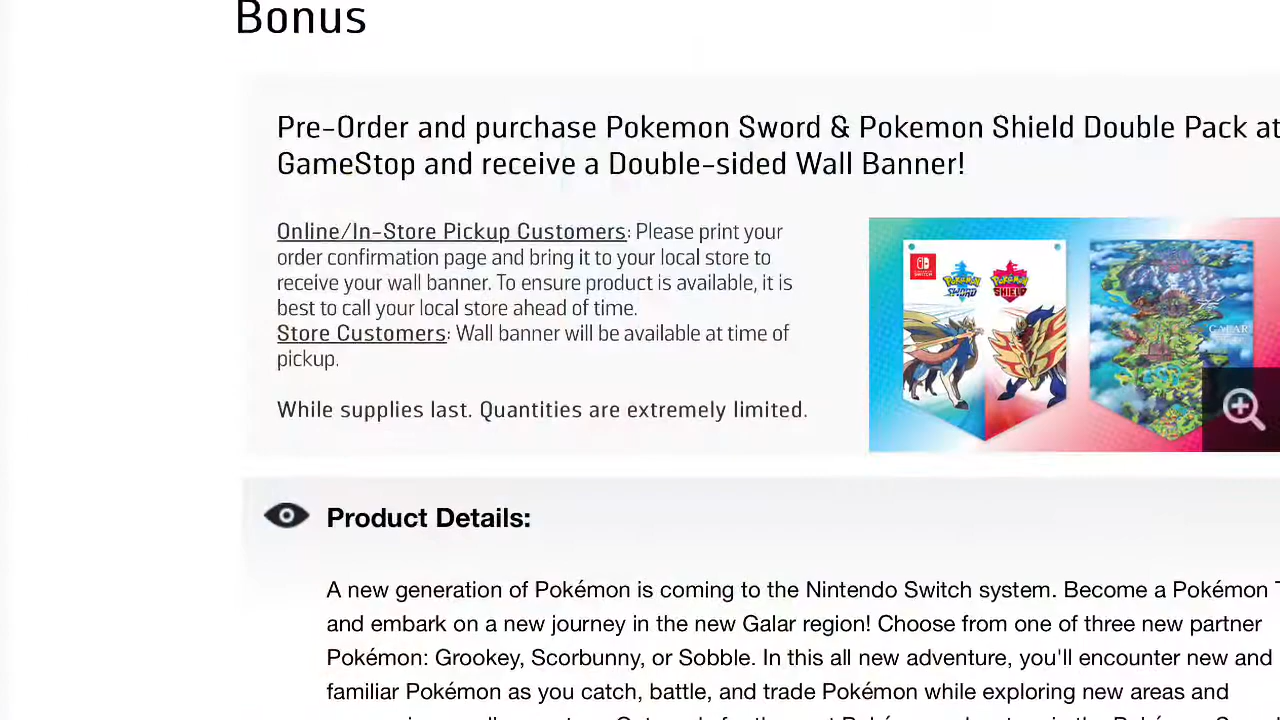 Bonus
Pre-Order and purchase Pokemon Sword & Pokemon Shield Double Pack at
GameStop and receive a Double-sided Wall Banner!
Online/In-Store Pickup Customers: Please print your
order confirmation page and bring it to your local store to
receive your wall banner. To ensure product is available, it is
best to call your local store ahead of time.
Store Customers: Wall banner will be available at time of
pickup.
While supplies last. Quantities are extremely limited.
NINTENDO SWITCH
Pokémon SWORD
Pokémon SHIELD
GALAR
Product Details:
A new generation of Pokémon is coming to the Nintendo Switch system. Become a Pokémon T
and embark on a new journey in the new Galar region! Choose from one of three new partner
Pokémon: Grookey, Scorbunny, or Sobble. In this all new adventure, you'll encounter new and
familiar Pokémon as you catch, battle, and trade Pokémon while exploring new areas and